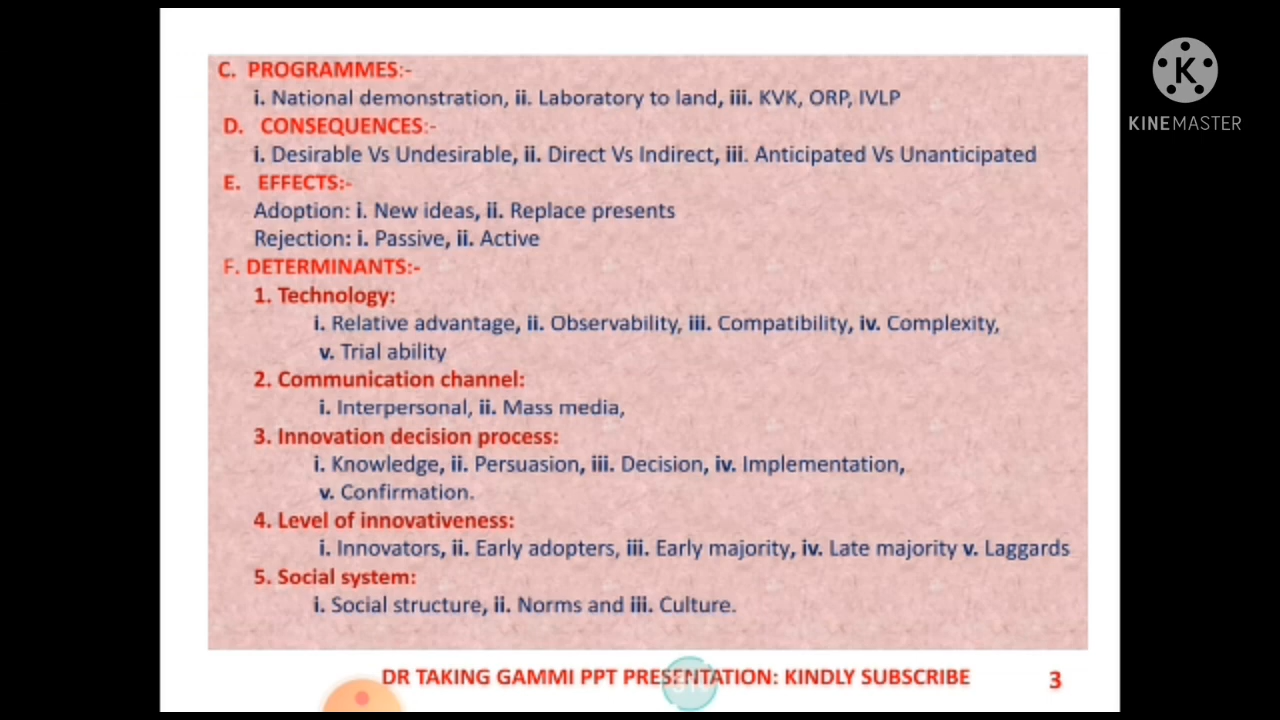 C. PROGRAMMES:-
i. National demonstration, ii. Laboratory to land, iii. KVK, ORP, IVLP
D. CONSEQUENCES:-
i. Desirable Vs Undesirable, ii. Direct Vs Indirect, iii. Anticipated Vs Unanticipated
E. EFFECTS:-
Adoption: i. New ideas, ii. Replace presents
Rejection: i. Passive, ii. Active
F. DETERMINANTS:-
1. Technology:
i. Relative advantage, ii. Observability, iii. Compatibility, iv. Complexity,
v. Trial ability
2. Communication channel:
i. Interpersonal, ii. Mass media,
3. Innovation decision process:
i. Knowledge, ii. Persuasion, iii. Decision, iv. Implementation,
v. Confirmation.
4. Level of innovativeness:
i. Innovators, ii. Early adopters, iii. Early majority, iv. Late majority v. Laggards
5. Social system:
i. Social structure, ii. Norms and iii. Culture.
DR TAKING GAMMI PPT PRESENTATION: KINDLY SUBSCRIBE 3
K
KINEMASTER